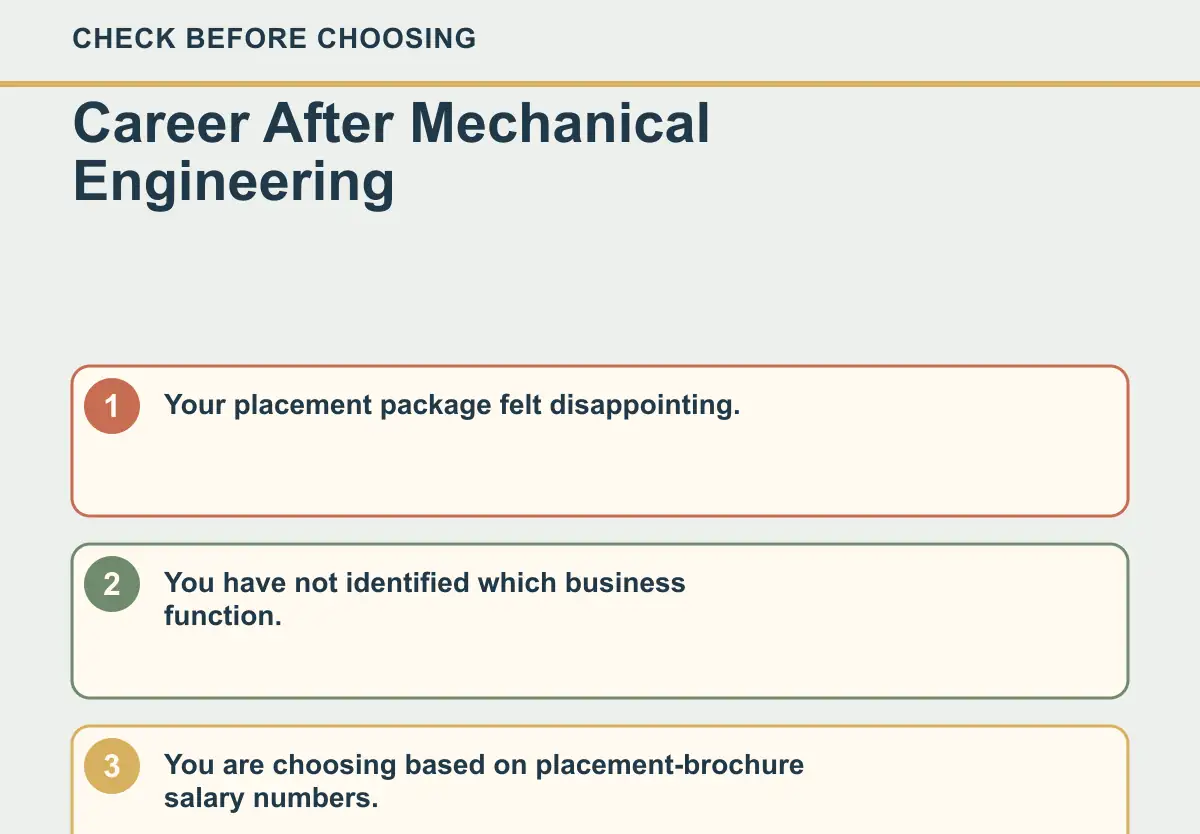 CHECK BEFORE CHOOSING
Career After Mechanical
Engineering
1
Your placement package felt disappointing.
2
You have not identified which business
function.
3
You are choosing based on placement-brochure
salary numbers.